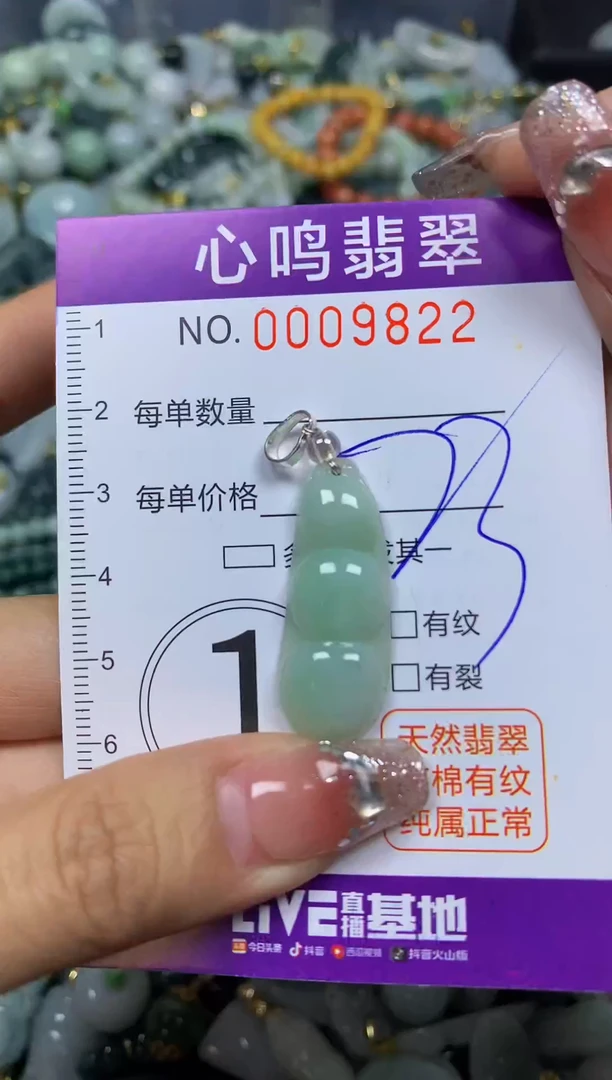 心鸣翡翠
1
NO. 0009822
2
每单数量
3
每单价格
其一
4
有纹
1
5
有裂
天然翡翠
6
棉有纹
纯属正常
LIVE直播基地
今日头条 抖音 西瓜视频 抖音火山版